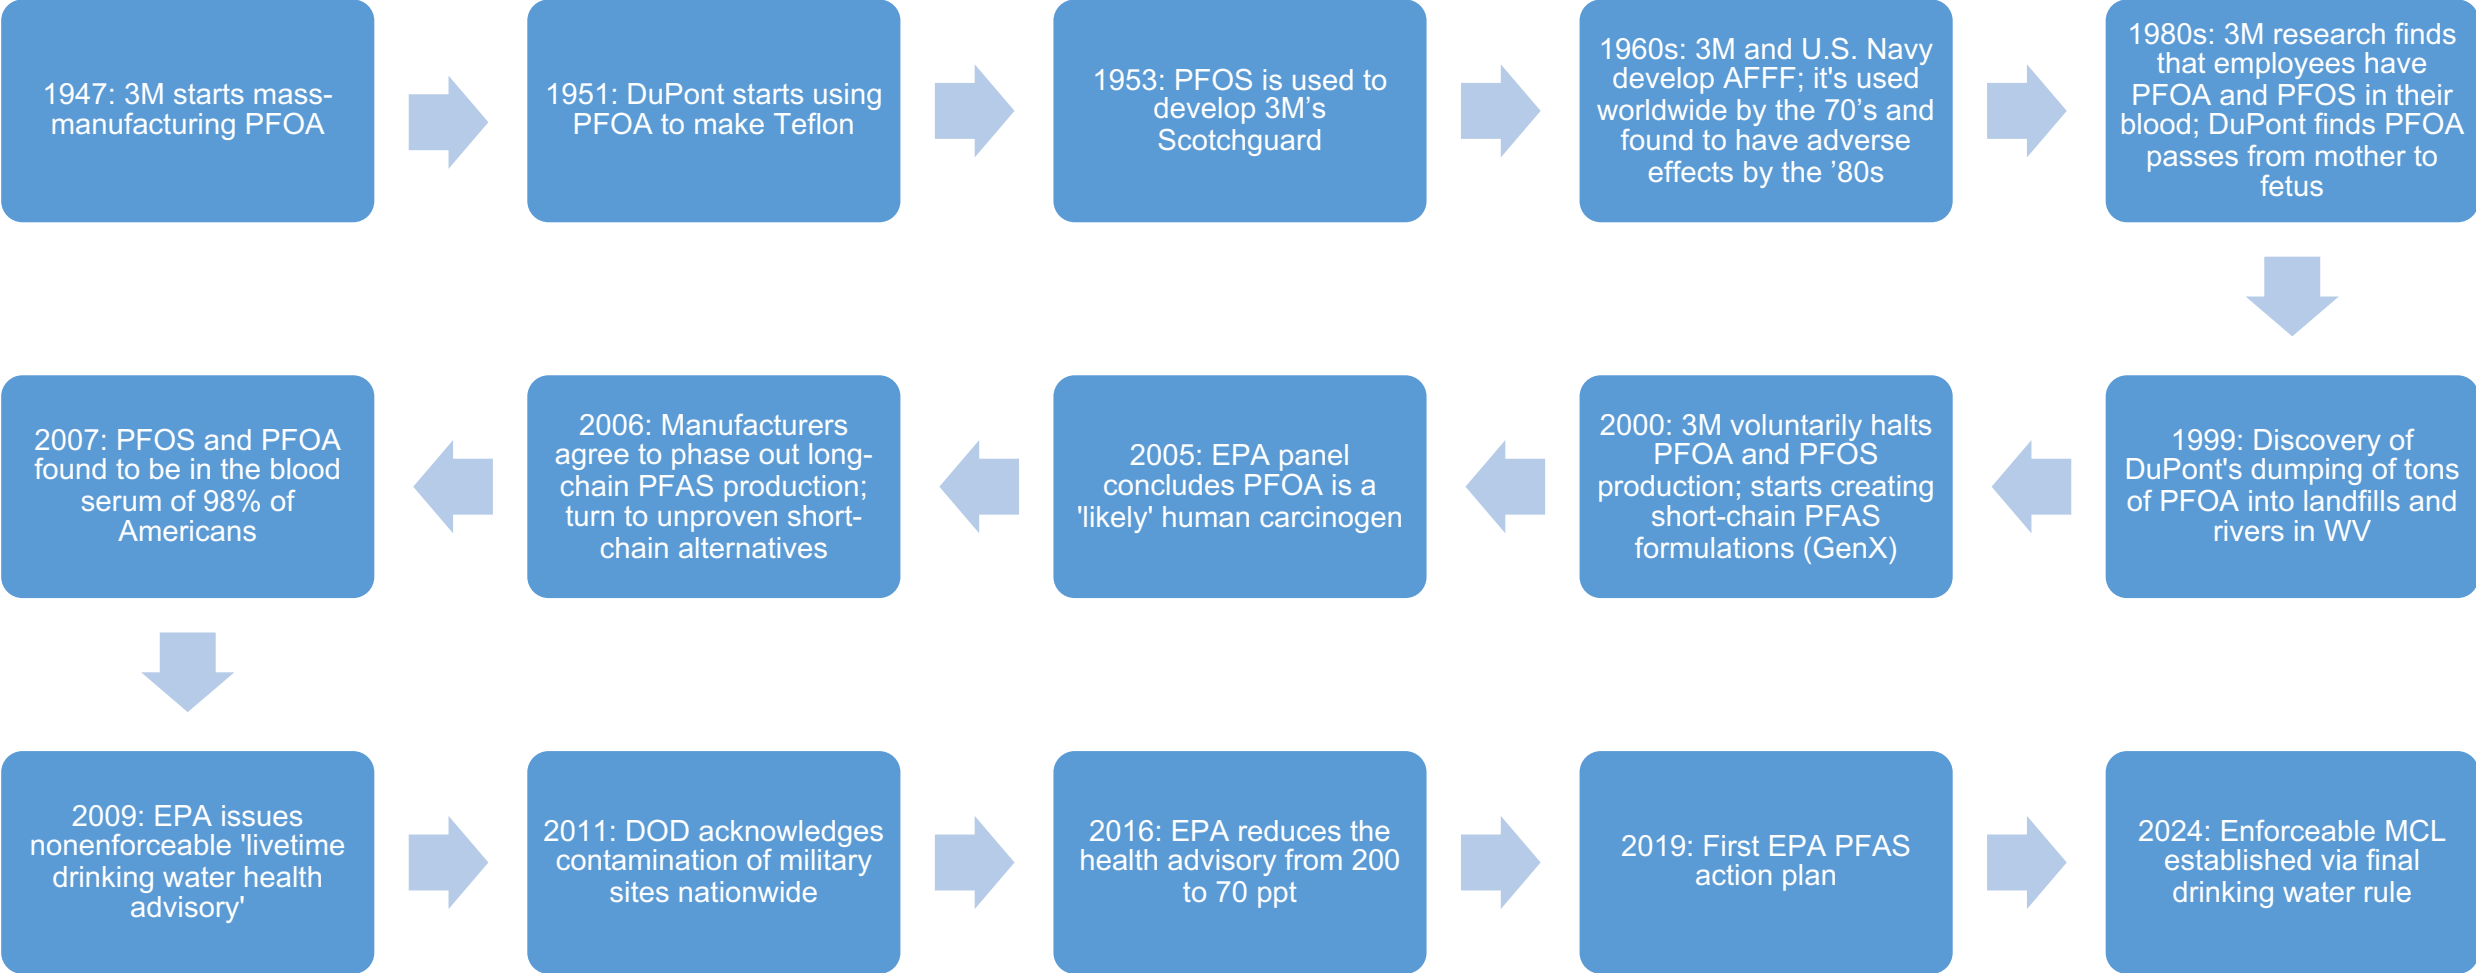 1947: 3M starts mass-
manufacturing PFOA
1951: DuPont starts using
PFOA to make Teflon
1953: PFOS is used to
develop 3M’s
Scotchguard
1960s: 3M and U.S. Navy
develop AFFF; it's used
worldwide by the 70’s and
found to have adverse
effects by the ’80s
1980s: 3M research finds
that employees have
PFOA and PFOS in their
blood; DuPont finds PFOA
passes from mother to
fetus
1999: Discovery of
DuPont's dumping of tons
of PFOA into landfills and
rivers in WV
2000: 3M voluntarily halts
PFOA and PFOS
production; starts creating
short-chain PFAS
formulations (GenX)
2005: EPA panel
concludes PFOA is a
'likely' human carcinogen
2006: Manufacturers
agree to phase out long-
chain PFAS production;
turn to unproven short-
chain alternatives
2007: PFOS and PFOA
found to be in the blood
serum of 98% of
Americans
2009: EPA issues
nonenforceable 'livetime
drinking water health
advisory'
2011: DOD acknowledges
contamination of military
sites nationwide
2016: EPA reduces the
health advisory from 200
to 70 ppt
2019: First EPA PFAS
action plan
2024: Enforceable MCL
established via final
drinking water rule